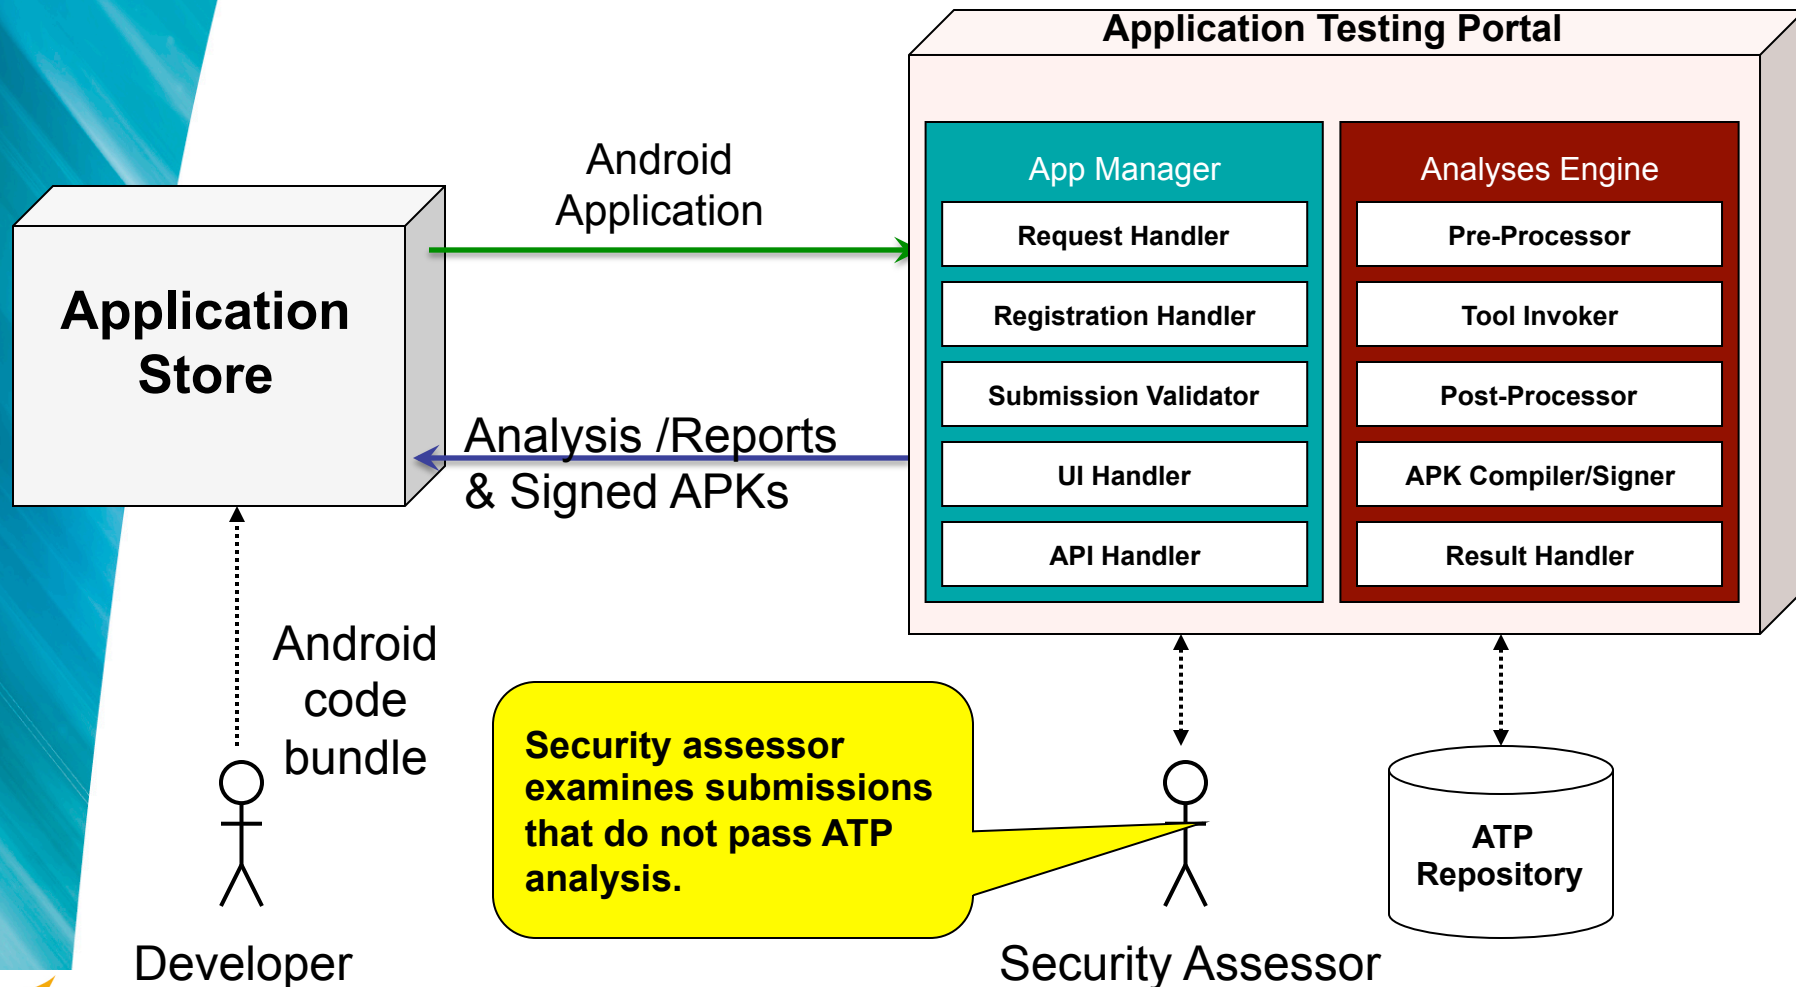 Application Testing Portal
Android
Application
App Manager
Request Handler
Registration Handler
Submission Validator
UI Handler
API Handler
Analyses Engine
Pre-Processor
Tool Invoker
Post-Processor
APK Compiler/Signer
Result Handler
Application
Store
Analysis /Reports
& Signed APKs
Android
code
bundle
Security assessor
examines submissions
that do not pass ATP
analysis.
ATP
Repository
Developer
Security Assessor